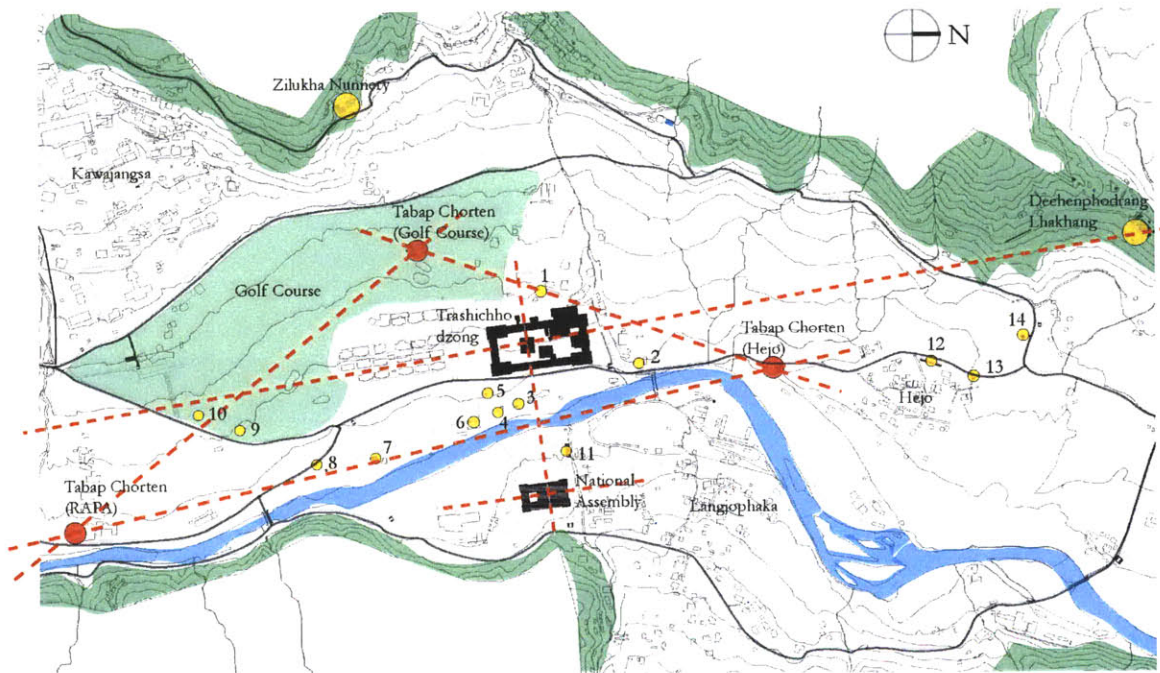 N
Zilukha Nunnery
Kawajangsa
Dechenphodrang
Lhakhang
Tabap Chorten
(Golf Course)
Golf Course
1
Trashichho
dzong
Tabap Chorten
(Hejo)
2
12
13
14
Hejo
5
3
4
6
10
9
7
8
11
National
Assembly
Langjophaka
Tabap Chorten
(RAPA)